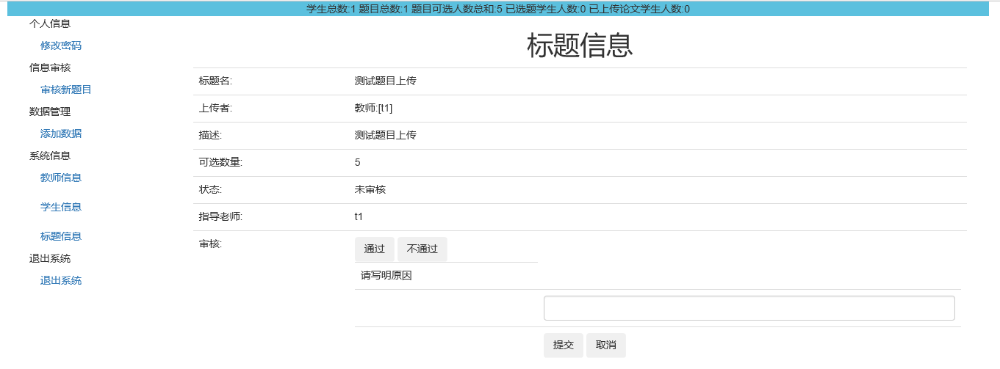 学生总数:1 题目总数:1 题目可选人数总和:5 已选题学生人数:0 已上传论文学生人数:0
个人信息
修改密码
信息审核
审核新题目
数据管理
添加数据
系统信息
教师信息
学生信息
标题信息
退出系统
退出系统
标题信息
标题名: 测试题目上传
上传者: 教师:[t1]
描述: 测试题目上传
可选数量: 5
状态: 未审核
指导老师: t1
审核: 通过 不通过
请写明原因
提交 取消